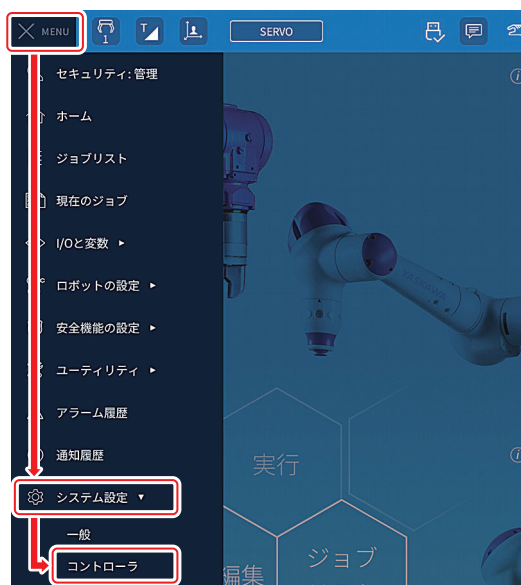 MENU
1
T
SERVO
セキュリティ: 管理
ホーム
ジョブリスト
現在のジョブ
I/Oと変数
ロボットの設定
安全機能の設定
ユーティリティ
アラーム履歴
通知履歴
システム設定
一般
コントローラ
実行
編集
ジョブ
YASKAWA